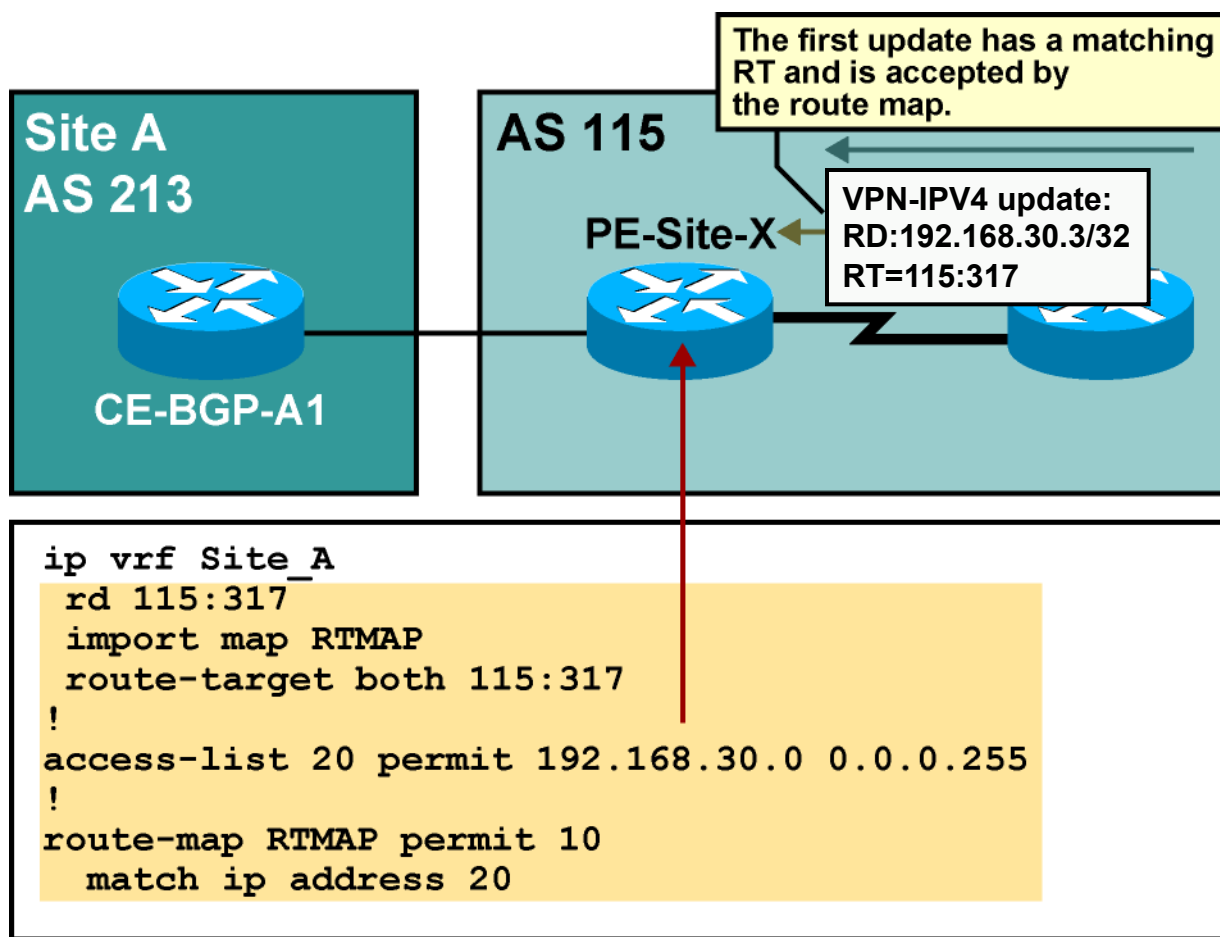 The first update has a matching
RT and is accepted by
the route map.
Site A
AS 213
AS 115
VPN-IPV4 update:
RD:192.168.30.3/32
RT=115:317
PE-Site-X
CE-BGP-A1
ip vrf Site_A
rd 115:317
import map RTMAP
route-target both 115:317
!
access-list 20 permit 192.168.30.0 0.0.0.255
!
route-map RTMAP permit 10
match ip address 20